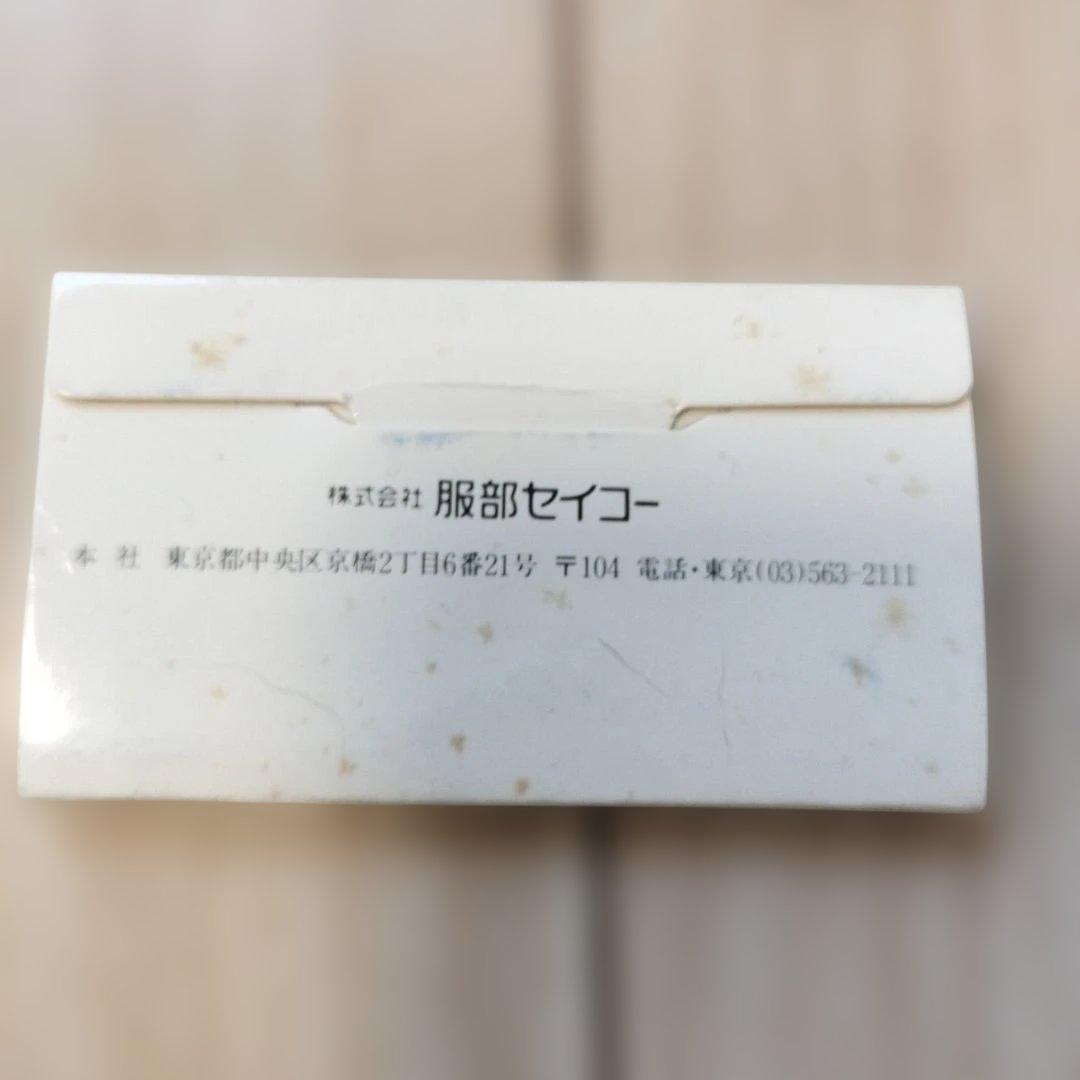 株式会社 服部セイコー
本 社 東京都中央区京橋2丁目6番21号 〒104 電話・東京(03)563-2111